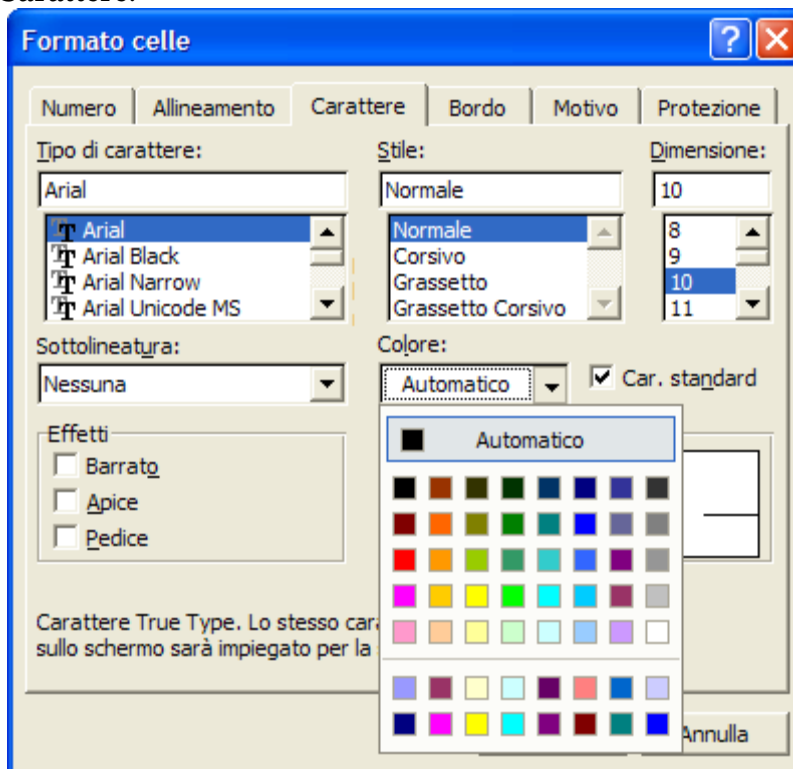 Formato celle
Numero Allineamento Carattere Bordo Motivo Protezione
Tipo di carattere: Stile: Dimensione:
Arial Normale 10
Arial Normale 8
Arial Black Corsivo 9
Arial Narrow Grassetto 10
Arial Unicode MS Grassetto Corsivo 11
Sottolineatura: Colore:
Nessuna Automatico Car. standard
Effetti Automatico
Barrato
Apice
Pedice
Carattere True Type. Lo stesso
sullo schermo sarà impiegato per la
Annulla